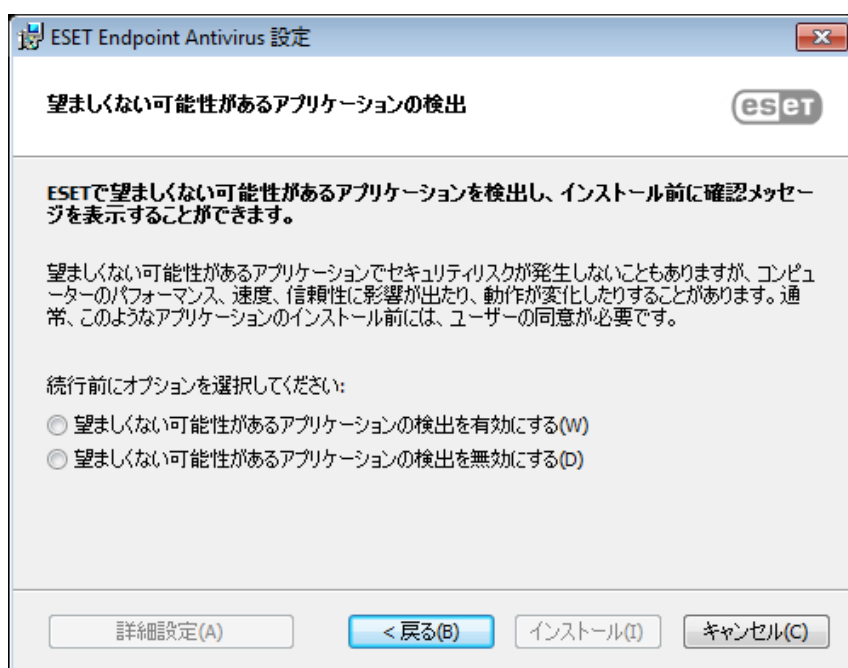 ESET Endpoint Antivirus 設定
望ましくない可能性があるアプリケーションの検出
eseT
ESETで望ましくない可能性があるアプリケーションを検出し、インストール前に確認メッセー
ジを表示することができます。
望ましくない可能性があるアプリケーションでセキュリティリスクが発生しないこともありますが、コンピュ
ーターのパフォーマンス、速度、信頼性に影響が出たり、動作が変化したりすることがあります。通
常、このようなアプリケーションのインストール前には、ユーザーの同意が必要です。
続行前にオプションを選択してください:
望ましくない可能性があるアプリケーションの検出を有効にする(W)
望ましくない可能性があるアプリケーションの検出を無効にする(D)
詳細設定(A)
< 戻る(B)
インストール(I)
キャンセル(C)